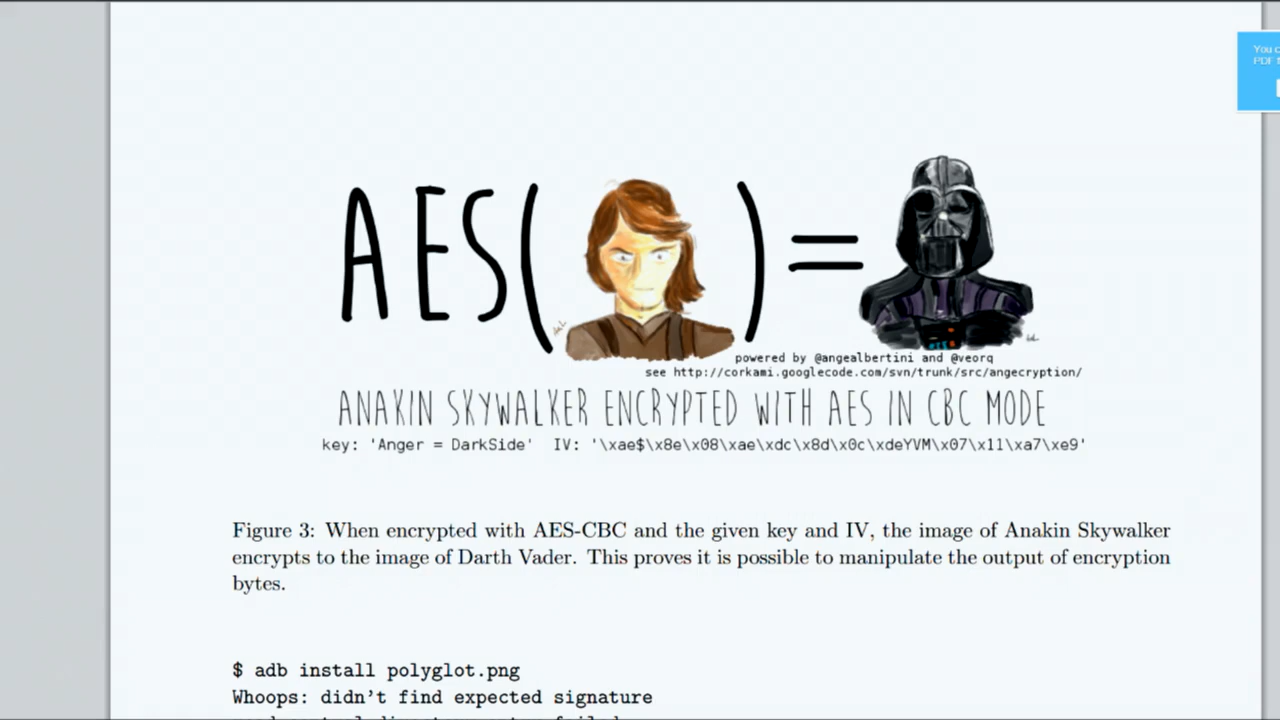 You c
PDF
AES( ) =
powered by @angealbertini and @veorq
see http://corkami.googlecode.com/svn/trunk/src/angecryption/
ANAKIN SKYWALKER ENCRYPTED WITH AES IN CBC MODE
key: 'Anger = DarkSide' IV: '\xae$\x8e\x08\xae\xdc\x8d\x0c\xdeYVM\x07\x11\xa7\xe9'
Figure 3: When encrypted with AES-CBC and the given key and IV, the image of Anakin Skywalker
encrypts to the image of Darth Vader. This proves it is possible to manipulate the output of encryption
bytes.
$ adb install polyglot.png
Whoops: didn't find expected signature